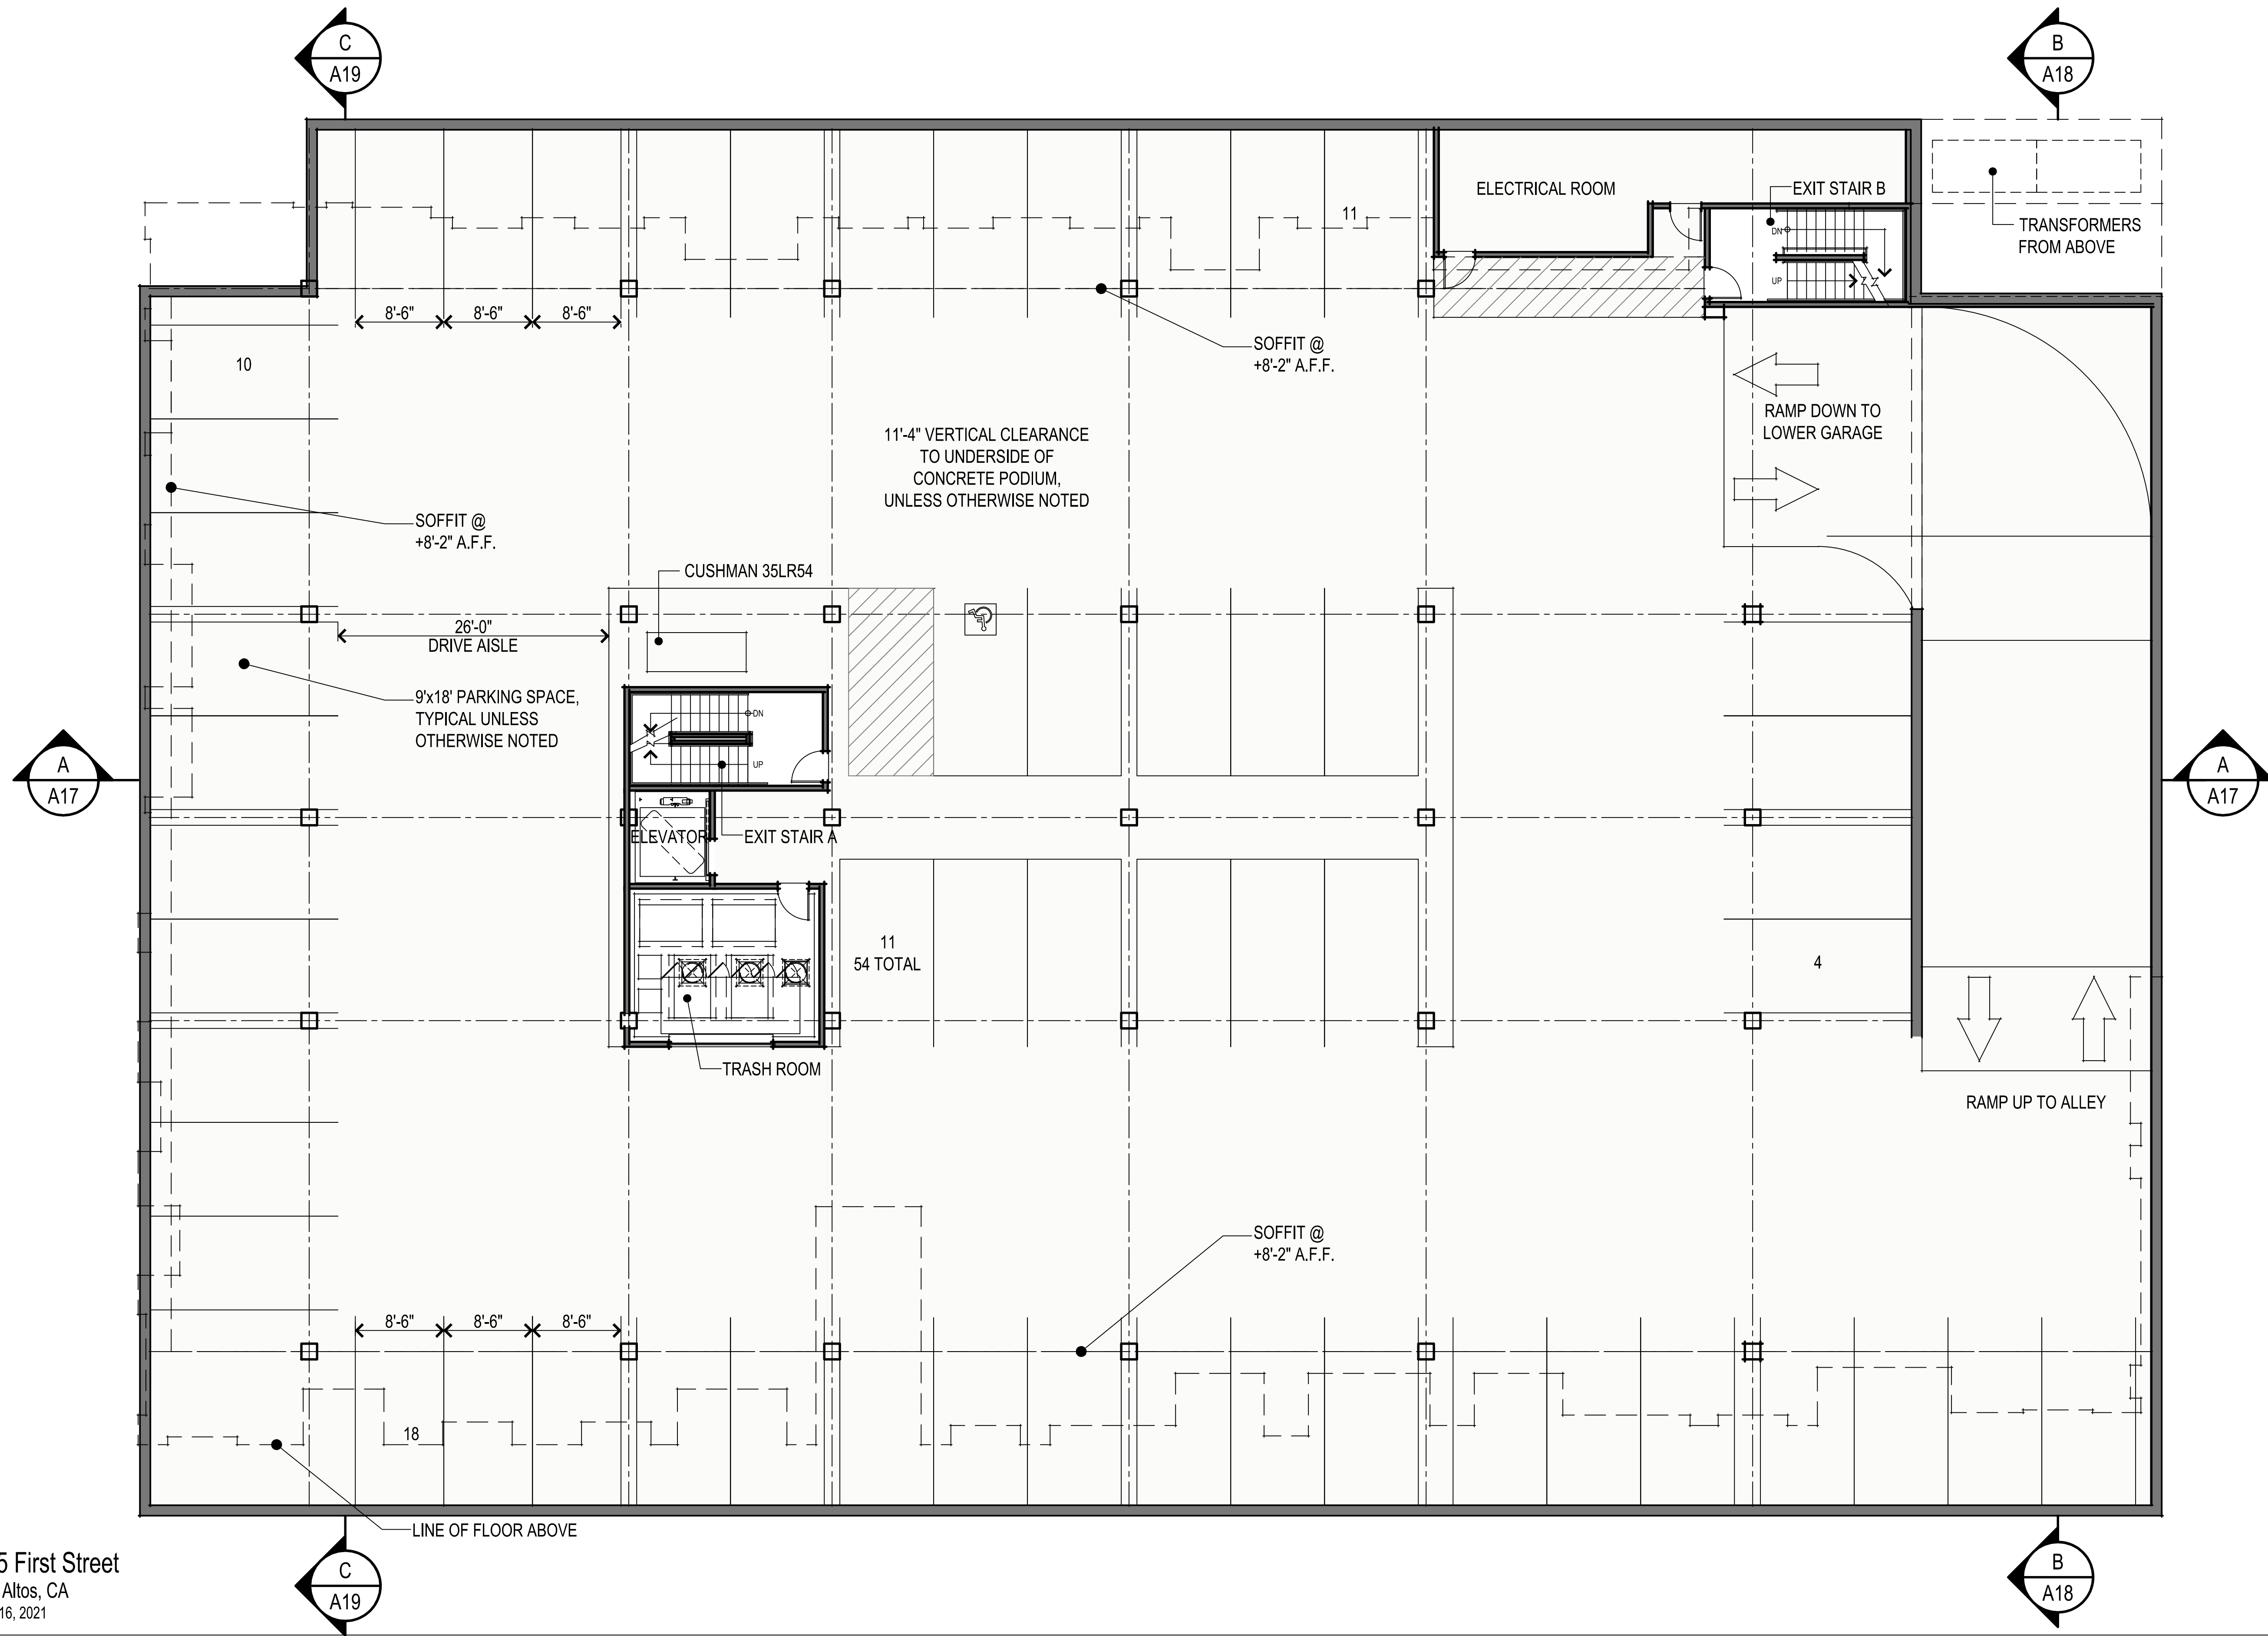 C
A19
B
A18
ELECTRICAL ROOM
EXIT STAIR B
TRANSFORMERS
FROM ABOVE
DN
UP
11
8'-6"
8'-6"
8'-6"
SOFFIT @
+8'-2" A.F.F.
10
RAMP DOWN TO
LOWER GARAGE
11'-4" VERTICAL CLEARANCE
TO UNDERSIDE OF
CONCRETE PODIUM,
UNLESS OTHERWISE NOTED
SOFFIT @
+8'-2" A.F.F.
CUSHMAN 35LR54
26'-0"
DRIVE AISLE
9'x18' PARKING SPACE,
TYPICAL UNLESS
OTHERWISE NOTED
DN
UP
A
A17
A
A17
ELEVATOR
EXIT STAIR A
11
54 TOTAL
4
TRASH ROOM
RAMP UP TO ALLEY
SOFFIT @
+8'-2" A.F.F.
8'-6"
8'-6"
8'-6"
18
LINE OF FLOOR ABOVE
5 First Street
Altos, CA
16, 2021
C
A19
B
A18